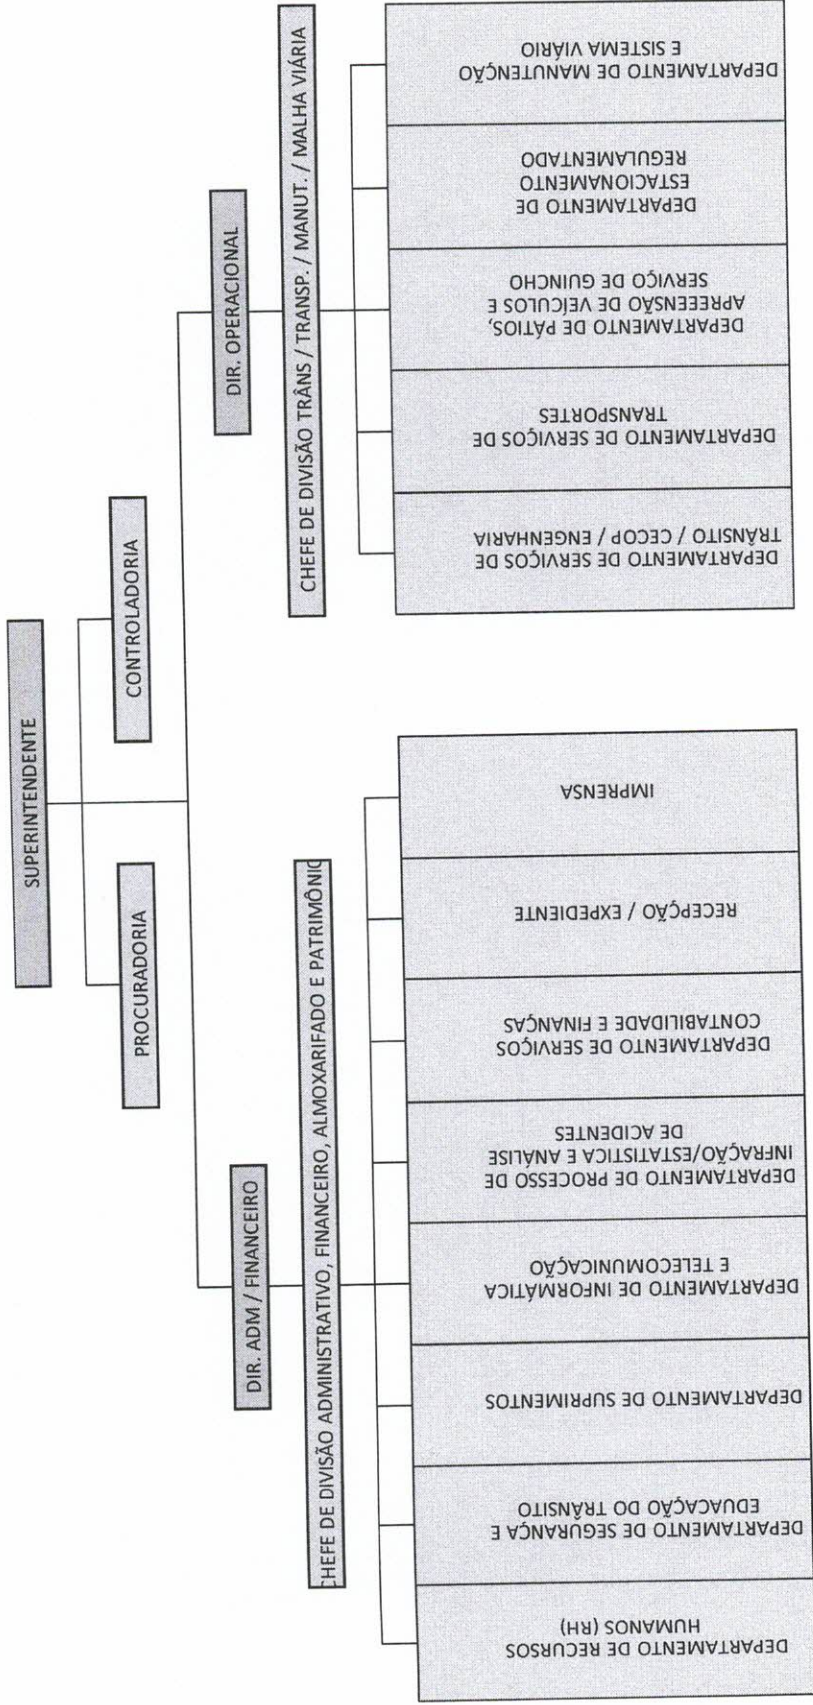 SUPERINTENDENTE
PROCURADORIA
CONTROLADORIA
DIR. ADM / FINANCEIRO
DIR. OPERACIONAL
CHEFE DE DIVISÃO ADMINISTRATIVO, FINANCEIRO, ALMOXARIFADO E PATRIMÔNIO
CHEFE DE DIVISÃO TRÂNS / TRANSP. / MANUT. / MALHA VIÁRIA
DEPARTAMENTO DE RECURSOS
HUMANOS (RH)
DEPARTAMENTO DE SEGURANÇA E
EDUACAÇÃO DO TRÂNSITO
DEPARTAMENTO DE SUPRIMENTOS
DEPARTAMENTO DE INFORMÁTICA
E TELECOMUNICAÇÃO
DEPARTAMENTO DE PROCESSO DE
INFRAÇÃO/ESTATISTICA E ANÁLISE
DE ACIDENTES
DEPARTAMENTO DE SERVIÇOS
CONTABILIDADE E FINANÇAS
RECEPÇÃO / EXPEDIENTE
IMPRENSA
DEPARTAMENTO DE SERVIÇOS DE
TRÂNSITO / CECOP / ENGENHARIA
DEPARTAMENTO DE SERVIÇOS DE
TRANSPORTES
DEPARTAMENTO DE PÁTIOS,
APREEENSÃO DE VEÍCULOS E
SERVIÇO DE GUINCHO
DEPARTAMENTO DE
ESTACIONAMENTO
REGULAMENTADO
DEPARTAMENTO DE MANUTENÇÃO
E SISTEMA VIÁRIO